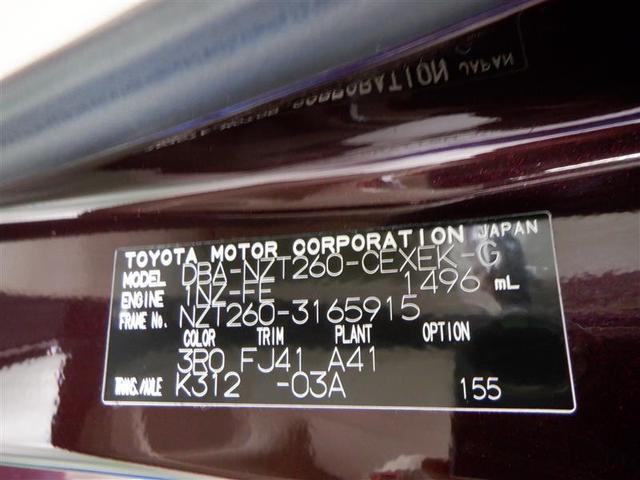 TOYOTA MOTOR CORPORATION JAPAN
MODEL DBA-NZT260-CEXEK-G
ENGINE 1NZ-FE 1496 mL
FRAME No. NZT260-3165915
COLOR TRIM PLANT OPTION
3R0 FJ41 A41
TRANS./AXLE K312 -03A 155